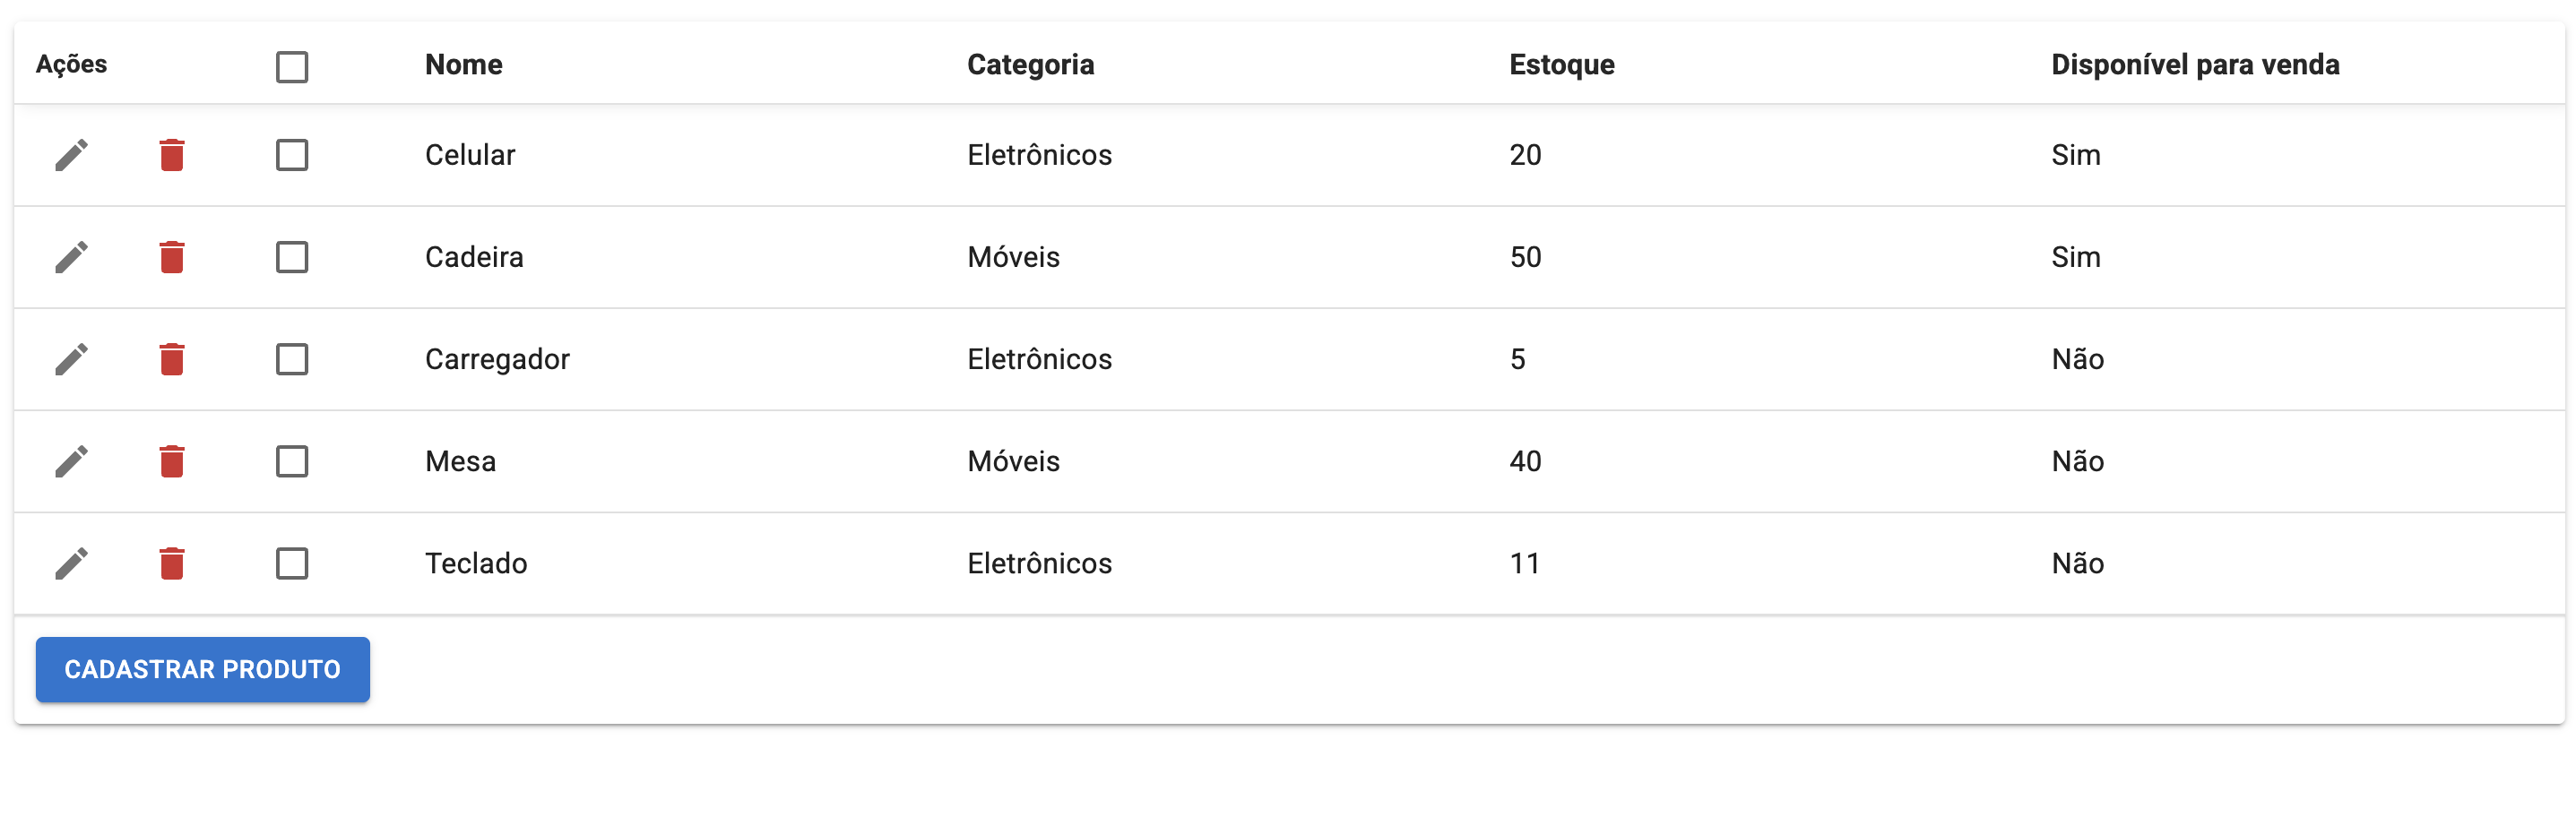 Ações Nome Categoria Estoque Disponível para venda
Celular Eletrônicos 20 Sim
Cadeira Móveis 50 Sim
Carregador Eletrônicos 5 Não
Mesa Móveis 40 Não
Teclado Eletrônicos 11 Não
CADASTRAR PRODUTO